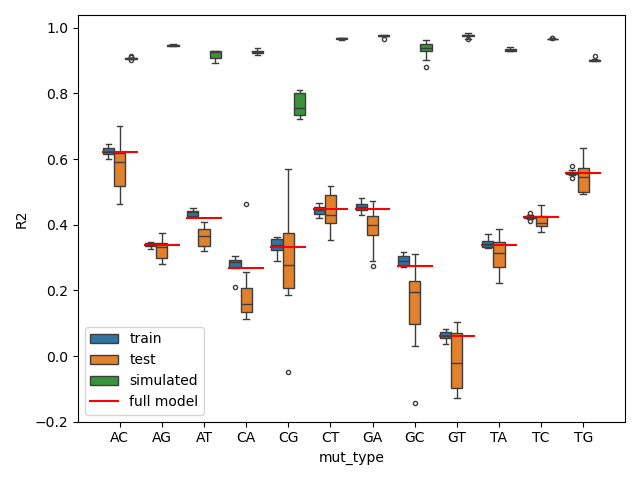 1.0
0.8
0.6
0.4
0.2
0.0
−0.2
R2
train
test
simulated
full model
AC AG AT CA CG CT GA GC GT TA TC TG
mut_type